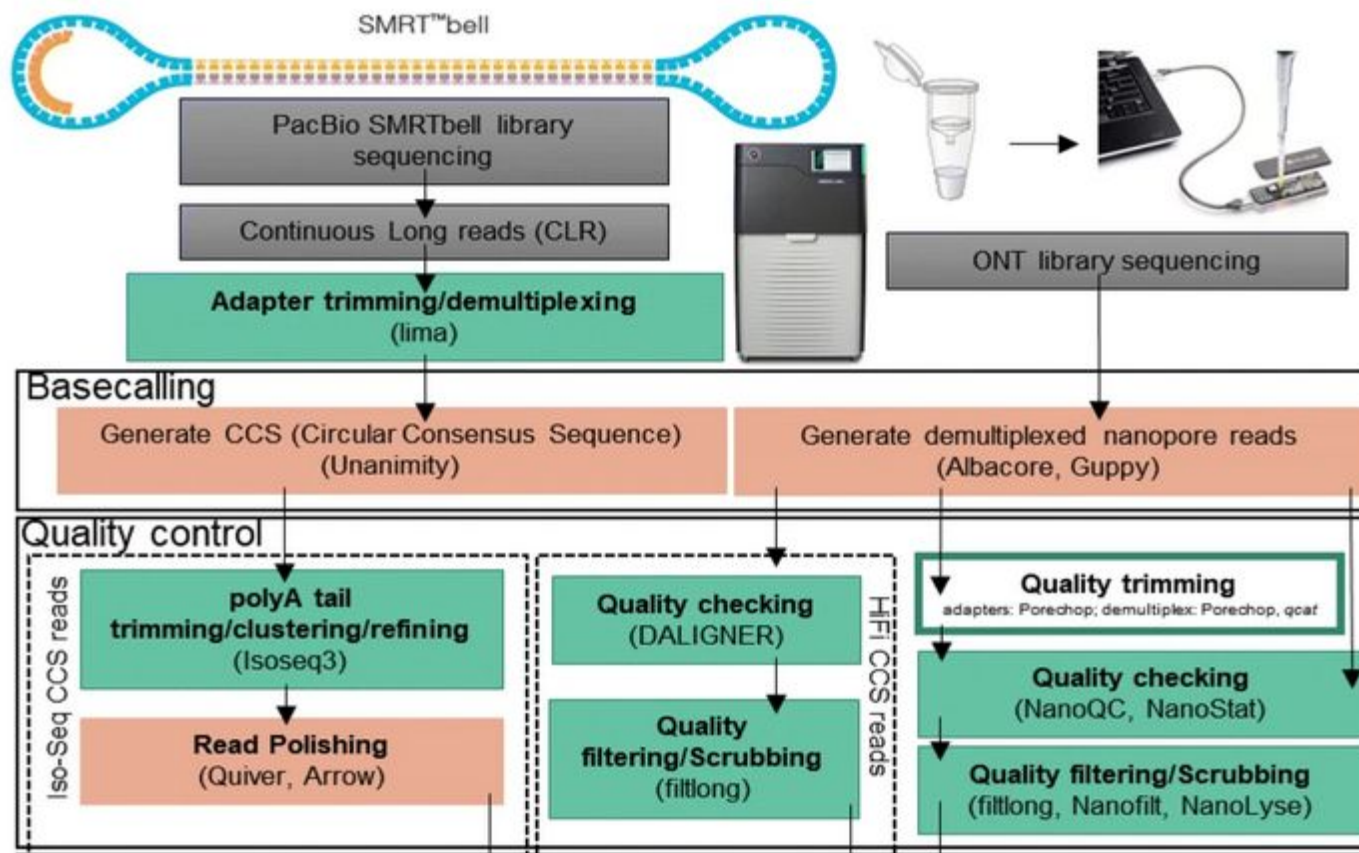 SMRT™bell
PacBio SMRTbell library
sequencing
Continuous Long reads (CLR)
Adapter trimming/demultiplexing
(lima)
ONT library sequencing
Basecalling
Generate CCS (Circular Consensus Sequence)
(Unanimity)
Generate demultiplexed nanopore reads
(Albacore, Guppy)
Quality control
Iso-Seq CCS reads
polyA tail
trimming/clustering/refining
(Isoseq3)
Read Polishing
(Quiver, Arrow)
Quality checking
(DALIGNER)
Quality
filtering/Scrubbing
(filtlong)
HiFi CCS reads
Quality trimming
adapters: Porechop; demultiplex: Porechop, qcat
Quality checking
(NanoQC, NanoStat)
Quality filtering/Scrubbing
(filtlong, Nanofilt, NanoLyse)